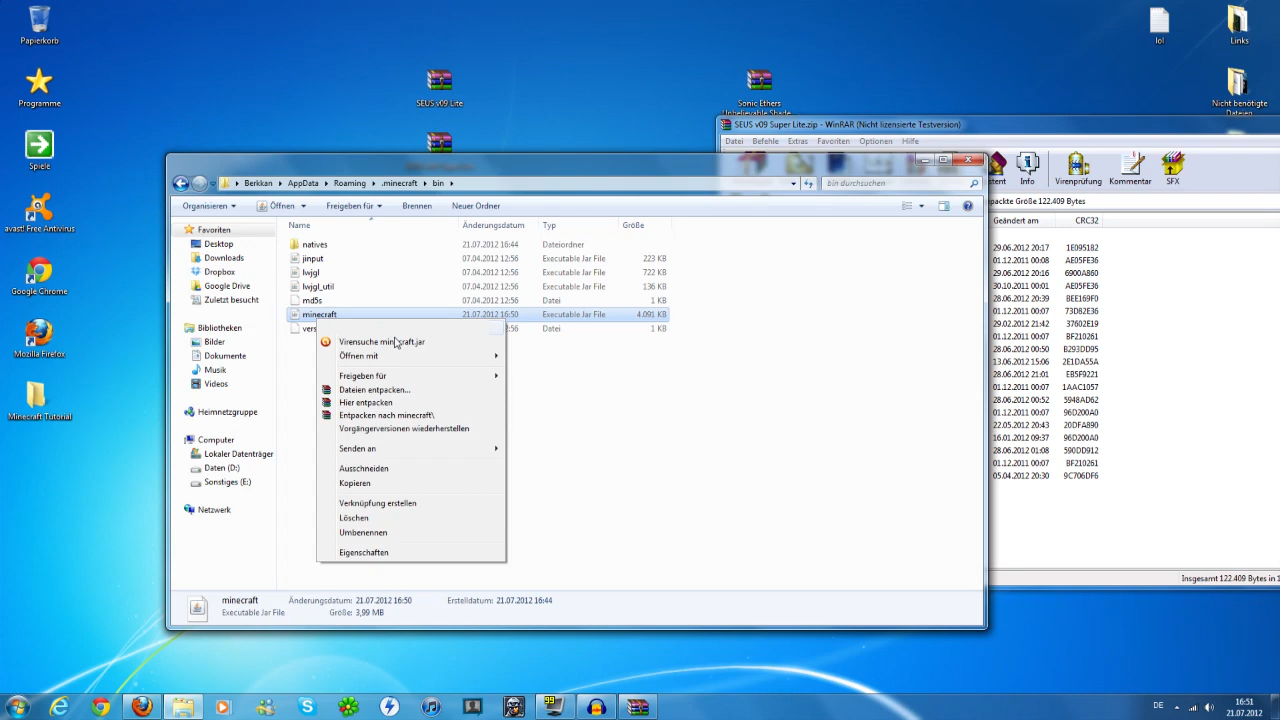 Papierkorb
Programme
Spiele
avast! Free Antivirus
Google Chrome
Mozilla Firefox
Minecraft Tutorial
SEUS v09 Lite
Sonic Ethers
Unbelievable Shade
lol
Links
Nicht benötigte
Dateien
SEUS v09 Super Lite.zip - WinRAR (Nicht lizensierte Testversion)
Datei Befehle Extras Favoriten Optionen Hilfe
Info Virenprüfung Kommentar SFX
Größe 122.409 Bytes
Geändert am CRC32
29.06.2012 20:17 1E095182
01.12.2011 00:08 AE05FE36
29.06.2012 20:16 6900A860
30.10.2011 00:01 AE05FE36
28.06.2012 00:05 BEE169F0
01.12.2011 00:07 73D82E36
29.02.2012 21:42 37602E19
01.12.2011 00:07 BF210261
28.06.2012 00:50 B293DD95
13.06.2012 15:06 2E1DA55A
28.06.2012 21:01 EB5F9221
01.12.2011 00:07 1AAC1057
28.06.2012 00:52 5948AD62
01.12.2011 00:07 96D200A0
22.05.2012 20:43 20DFA890
16.01.2012 09:37 96D200A0
28.06.2012 01:08 590DD912
01.12.2011 00:07 BF210261
05.04.2012 20:30 9C706DF6
Insgesamt 122.409 Bytes in 1
Berkkan AppData Roaming .minecraft bin
bin durchsuchen
Organisieren Öffnen Freigeben für Brennen Neuer Ordner
Name Änderungsdatum Typ Größe
Favoriten
Desktop
Downloads
Dropbox
Google Drive
Zuletzt besucht
Bibliotheken
Bilder
Dokumente
Musik
Videos
Heimnetzgruppe
Computer
Lokaler Datenträger
Daten (D:)
Sonstiges (E:)
Netzwerk
natives 21.07.2012 16:44 Dateiordner
jinput 07.04.2012 12:56 Executable Jar File 223 KB
lwjgl 07.04.2012 12:56 Executable Jar File 722 KB
lwjgl_util 07.04.2012 12:56 Executable Jar File 136 KB
md5s 07.04.2012 12:56 Datei 1 KB
minecraft 21.07.2012 16:50 Executable Jar File 4.091 KB
vers 2:56 Datei 1 KB
Virensuche minecraft.jar
Öffnen mit
Freigeben für
Dateien entpacken...
Hier entpacken
Entpacken nach minecraft\
Vorgängerversionen wiederherstellen
Senden an
Ausschneiden
Kopieren
Verknüpfung erstellen
Löschen
Umbenennen
Eigenschaften
minecraft Änderungsdatum: 21.07.2012 16:50 Erstelldatum: 21.07.2012 16:44
Executable Jar File Größe: 3,99 MB
99
DE
16:51
21.07.2012